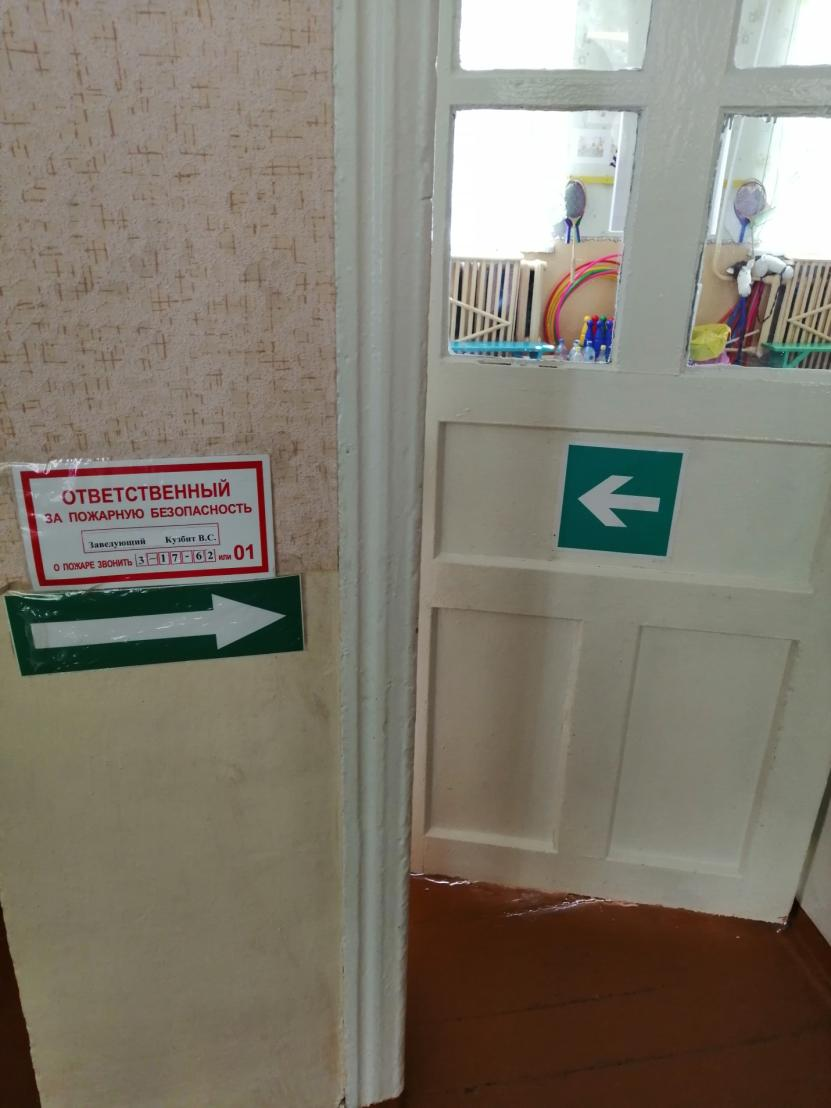 ОТВЕТСТВЕННЫЙ
ЗА ПОЖАРНУЮ БЕЗОПАСНОСТЬ
Заведующий Кузбит В.С.
О ПОЖАРЕ ЗВОНИТЬ 3-17-62 ИЛИ 01